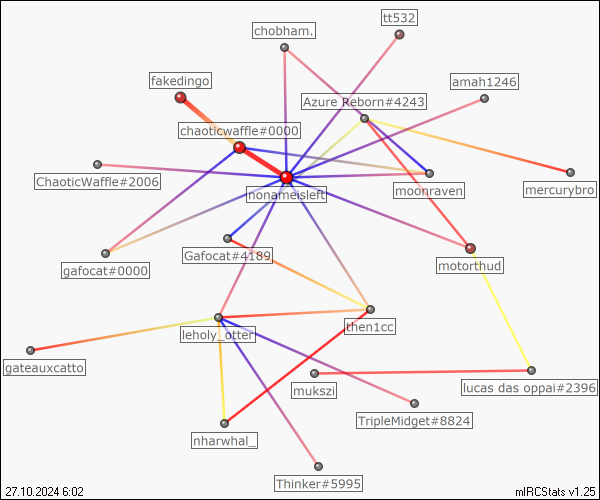 tt532
chobham.
fakedingo
amah1246
Azure Reborn#4243
chaoticwaffle#0000
ChaoticWaffle#2006
moonraven
mercurybro
nonameisleft
Gafocat#4189
gafocat#0000
motorthud
leholy_otter
then1cc
gateauxcatto
mukszi
lucas das oppai#2396
TripleMidget#8824
nharwhal_
Thinker#5995
27.10.2024 6:02
mIRCStats v1.25